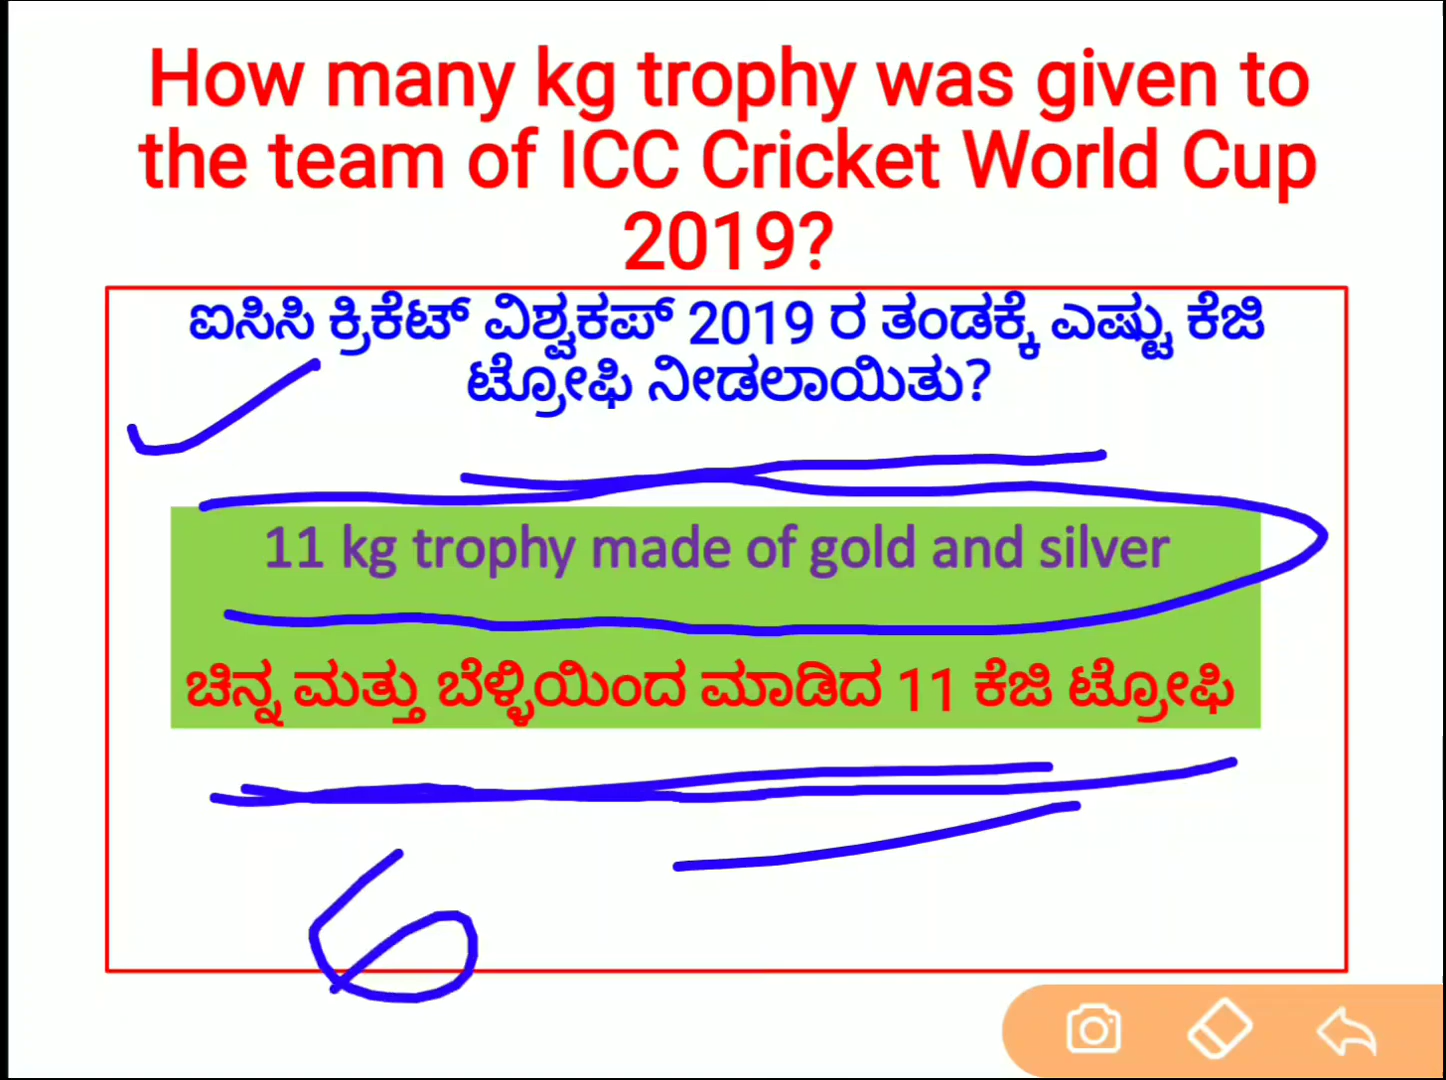 How many kg trophy was given to
the team of ICC Cricket World Cup
2019?
ಐಸಿಸಿ ಕ್ರಿಕೆಟ್ ವಿಶ್ವಕಪ್ 2019 ರ ತಂಡಕ್ಕೆ ಎಷ್ಟು ಕೆಜಿ
ಟ್ರೋಫಿ ನೀಡಲಾಯಿತು?
11 kg trophy made of gold and silver
ಚಿನ್ನ ಮತ್ತು ಬೆಳ್ಳಿಯಿಂದ ಮಾಡಿದ 11 ಕೆಜಿ ಟ್ರೋಫಿ
6